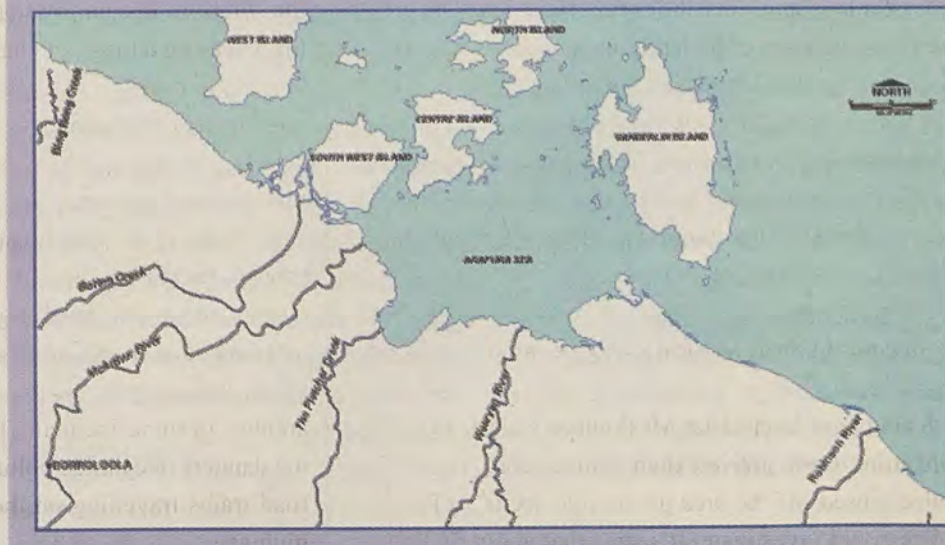 WEST ISLAND
NORTH ISLAND
NORTH
Bing Bong Creek
CENTRE ISLAND
VANDERLIN ISLAND
SOUTH WEST ISLAND
ARAFURA SEA
Batten Creek
McArthur River
The Creek
Wearyan River
Robinson River
BORROLOOLA